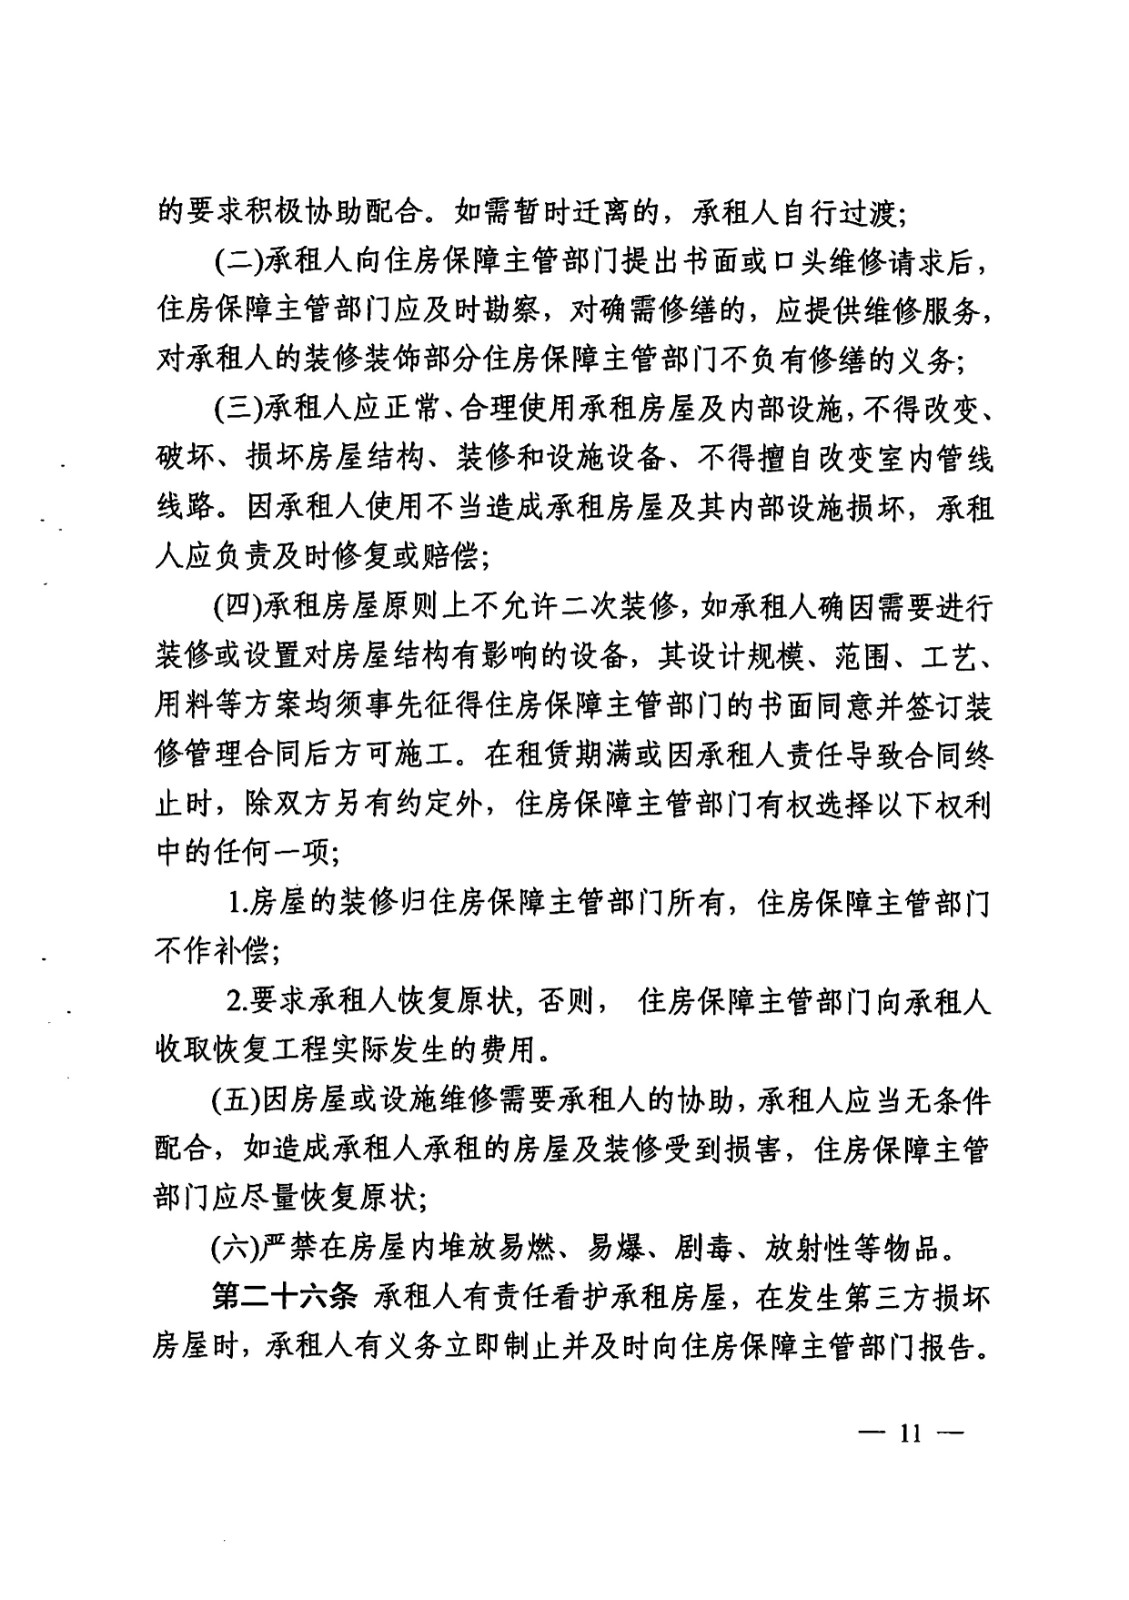 的要求积极协助配合。如需暂时迁离的，承租人自行过渡；
(二)承租人向住房保障主管部门提出书面或口头维修请求后，
住房保障主管部门应及时勘察，对确需修缮的，应提供维修服务，
对承租人的装修装饰部分住房保障主管部门不负有修缮的义务；
(三)承租人应正常、合理使用承租房屋及内部设施，不得改变、
破坏、损坏房屋结构、装修和设施设备、不得擅自改变室内管线
线路。因承租人使用不当造成承租房屋及其内部设施损坏，承租
人应负责及时修复或赔偿；
(四)承租房屋原则上不允许二次装修，如承租人确因需要进行
装修或设置对房屋结构有影响的设备，其设计规模、范围、工艺、
用料等方案均须事先征得住房保障主管部门的书面同意并签订装
修管理合同后方可施工。在租赁期满或因承租人责任导致合同终
止时，除双方另有约定外，住房保障主管部门有权选择以下权利
中的任何一项；
1.房屋的装修归住房保障主管部门所有，住房保障主管部门
不作补偿；
2.要求承租人恢复原状，否则， 住房保障主管部门向承租人
收取恢复工程实际发生的费用。
(五)因房屋或设施维修需要承租人的协助，承租人应当无条件
配合，如造成承租人承租的房屋及装修受到损害，住房保障主管
部门应尽量恢复原状；
(六)严禁在房屋内堆放易燃、易爆、剧毒、放射性等物品。
第二十六条 承租人有责任看护承租房屋，在发生第三方损坏
房屋时，承租人有义务立即制止并及时向住房保障主管部门报告。
— 11 —